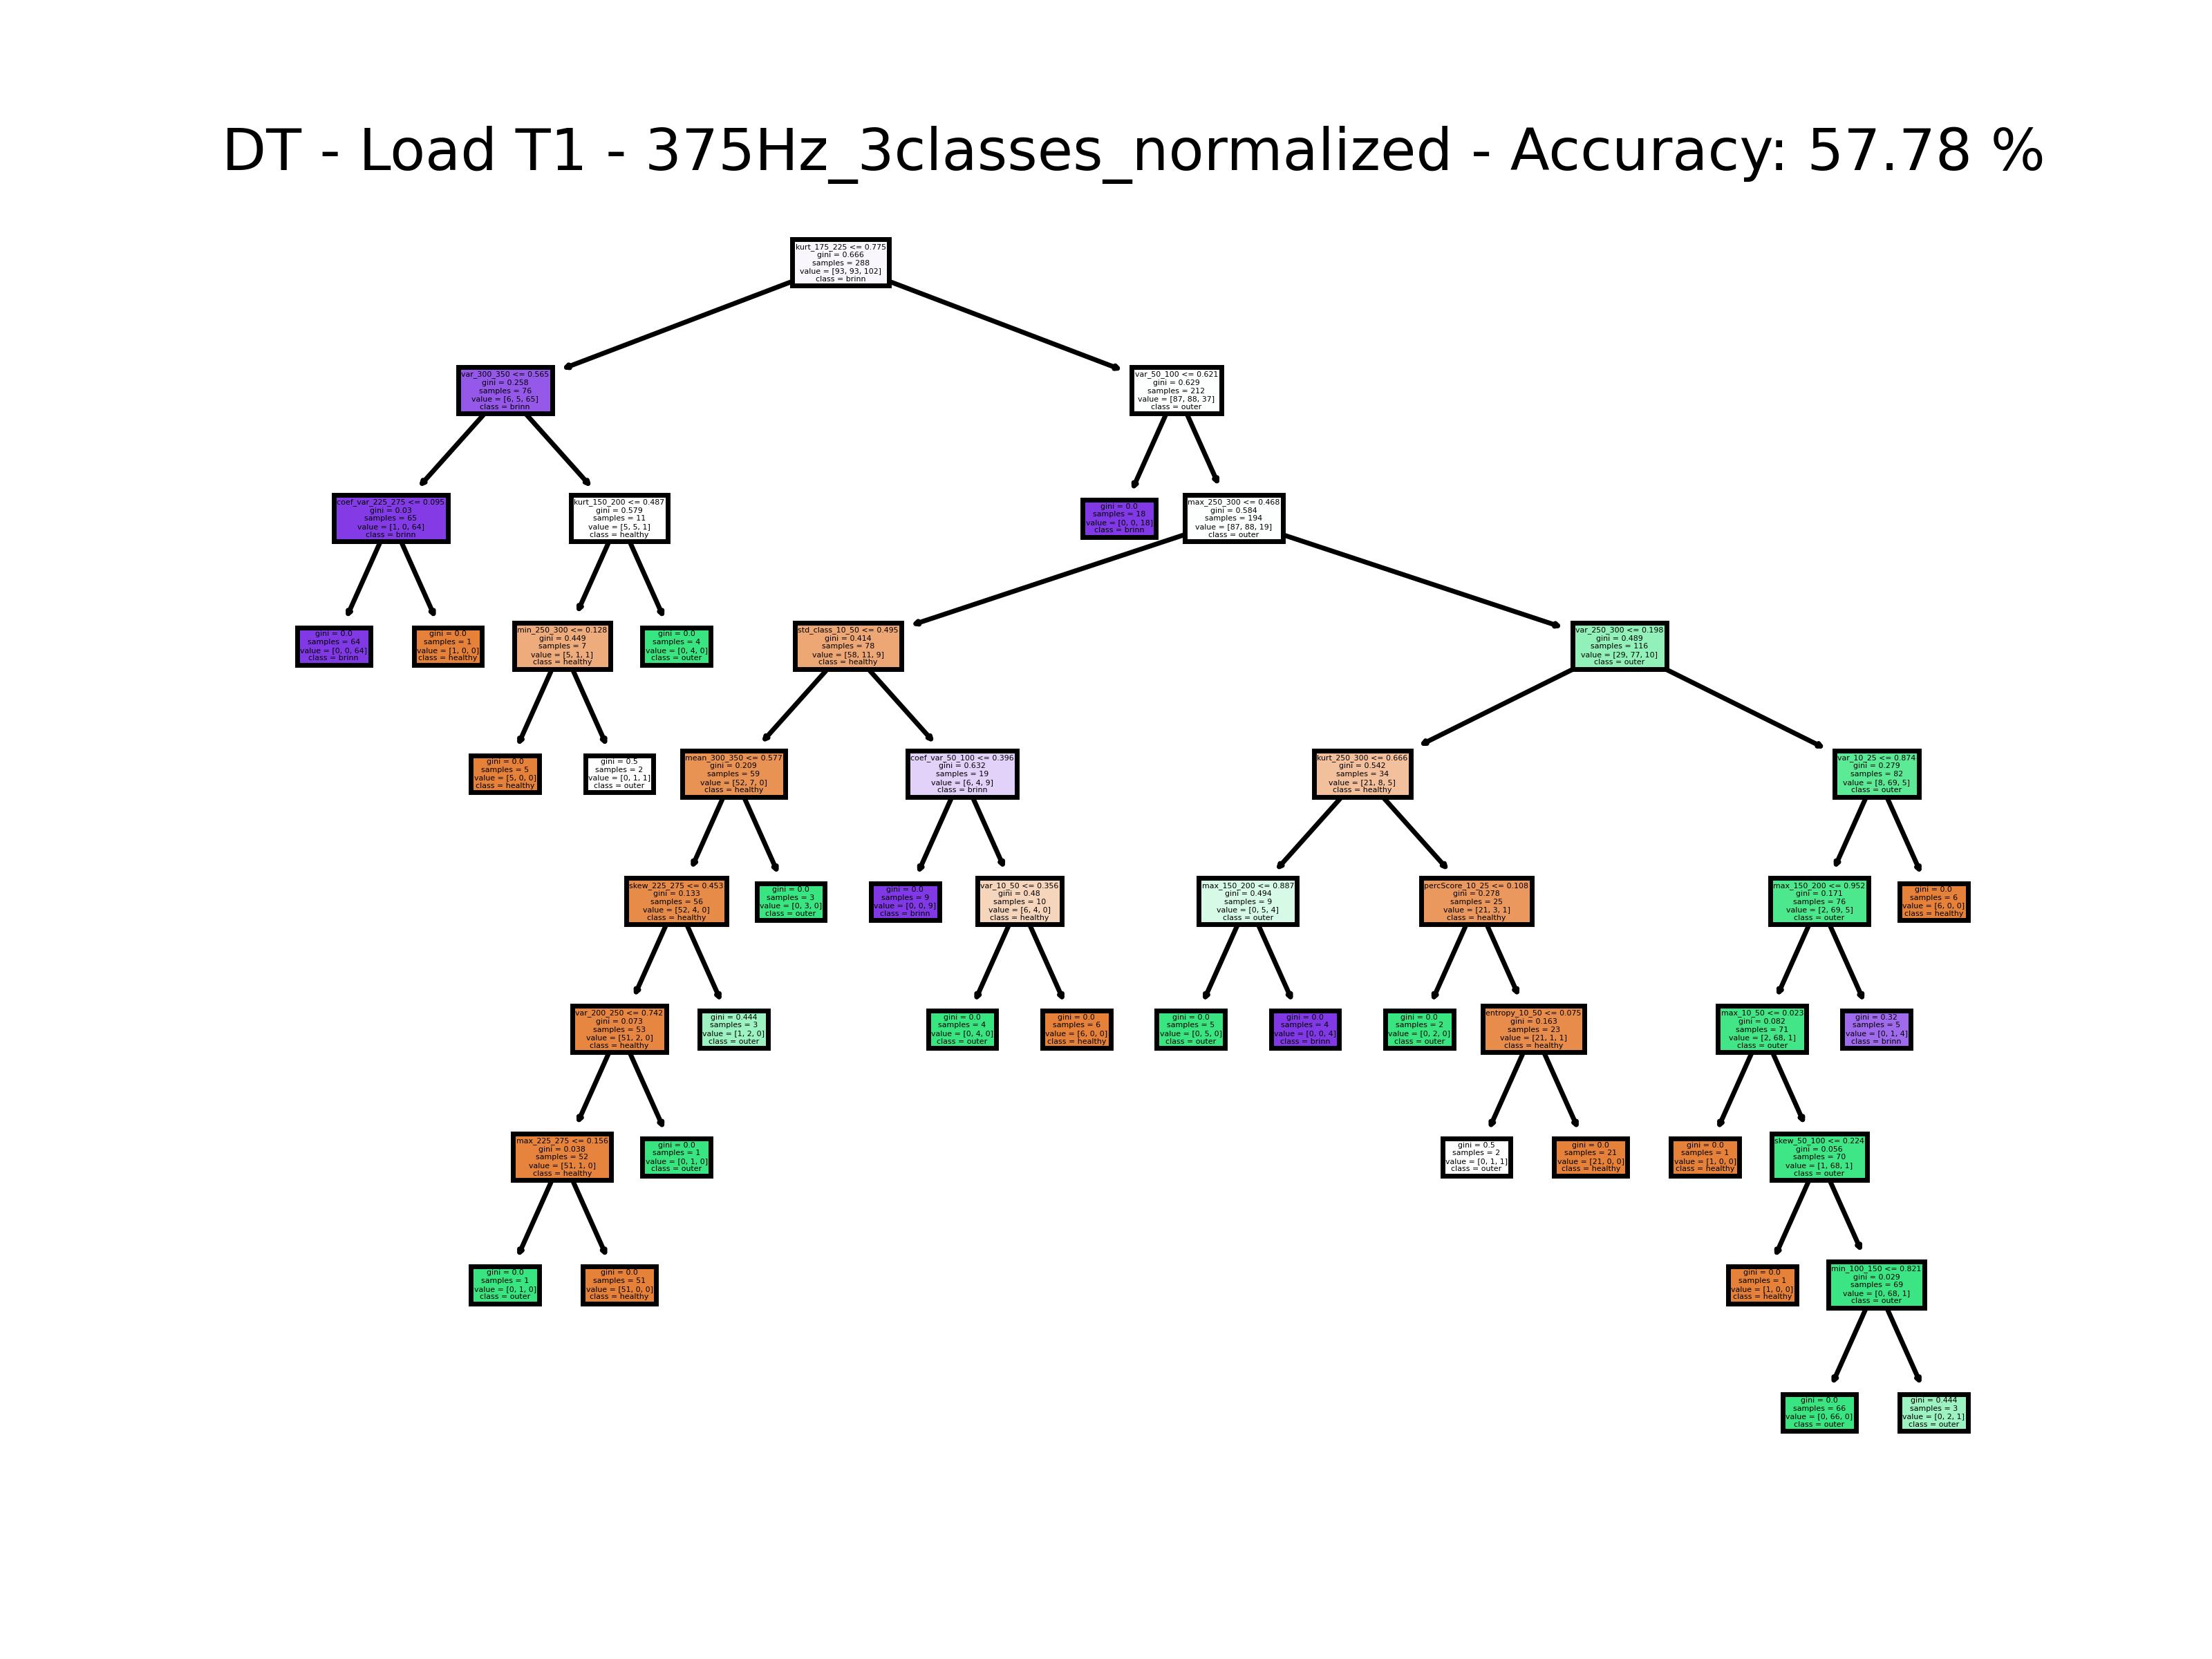 DT - Load T1 - 375Hz_3classes_normalized - Accuracy: 57.78 %
kurt_175_225 <= 0.775
gini = 0.666
samples = 288
value = [93, 93, 102]
class = brinn
var_300_350 <= 0.565
gini = 0.258
samples = 76
value = [6, 5, 65]
class = brinn
var_50_100 <= 0.621
gini = 0.629
samples = 212
value = [87, 88, 37]
class = outer
coef_var_225_275 <= 0.095
gini = 0.03
samples = 65
value = [1, 0, 64]
class = brinn
kurt_150_200 <= 0.487
gini = 0.579
samples = 11
value = [5, 5, 1]
class = healthy
gini = 0.0
samples = 18
value = [0, 0, 18]
class = brinn
max_250_300 <= 0.468
gini = 0.584
samples = 194
value = [87, 88, 19]
class = outer
gini = 0.0
samples = 64
value = [0, 0, 64]
class = brinn
gini = 0.0
samples = 1
value = [1, 0, 0]
class = healthy
min_250_300 <= 0.128
gini = 0.449
samples = 7
value = [5, 1, 1]
class = healthy
gini = 0.0
samples = 4
value = [0, 4, 0]
class = outer
std_class_10_50 <= 0.495
gini = 0.414
samples = 78
value = [58, 11, 9]
class = healthy
var_250_300 <= 0.198
gini = 0.489
samples = 116
value = [29, 77, 10]
class = outer
gini = 0.0
samples = 5
value = [5, 0, 0]
class = healthy
gini = 0.5
samples = 2
value = [0, 1, 1]
class = outer
mean_300_350 <= 0.577
gini = 0.209
samples = 59
value = [52, 7, 0]
class = healthy
coef_var_50_100 <= 0.396
gini = 0.632
samples = 19
value = [6, 4, 9]
class = brinn
kurt_250_300 <= 0.666
gini = 0.542
samples = 34
value = [21, 8, 5]
class = healthy
var_10_25 <= 0.874
gini = 0.279
samples = 82
value = [8, 69, 5]
class = outer
skew_225_275 <= 0.453
gini = 0.133
samples = 56
value = [52, 4, 0]
class = healthy
gini = 0.0
samples = 3
value = [0, 3, 0]
class = outer
gini = 0.0
samples = 9
value = [0, 0, 9]
class = brinn
var_10_50 <= 0.356
gini = 0.48
samples = 10
value = [6, 4, 0]
class = healthy
max_150_200 <= 0.887
gini = 0.494
samples = 9
value = [0, 5, 4]
class = outer
percScore_10_25 <= 0.108
gini = 0.278
samples = 25
value = [21, 3, 1]
class = healthy
max_150_200 <= 0.952
gini = 0.171
samples = 76
value = [2, 69, 5]
class = outer
gini = 0.0
samples = 6
value = [6, 0, 0]
class = healthy
var_200_250 <= 0.742
gini = 0.073
samples = 53
value = [51, 2, 0]
class = healthy
gini = 0.444
samples = 3
value = [1, 2, 0]
class = outer
gini = 0.0
samples = 4
value = [0, 4, 0]
class = outer
gini = 0.0
samples = 6
value = [6, 0, 0]
class = healthy
gini = 0.0
samples = 5
value = [0, 5, 0]
class = outer
gini = 0.0
samples = 4
value = [0, 0, 4]
class = brinn
gini = 0.0
samples = 2
value = [0, 2, 0]
class = outer
entropy_10_50 <= 0.075
gini = 0.163
samples = 23
value = [21, 1, 1]
class = healthy
max_10_50 <= 0.023
gini = 0.082
samples = 71
value = [2, 68, 1]
class = outer
gini = 0.32
samples = 5
value = [0, 1, 4]
class = brinn
max_225_275 <= 0.156
gini = 0.038
samples = 52
value = [51, 1, 0]
class = healthy
gini = 0.0
samples = 1
value = [0, 1, 0]
class = outer
gini = 0.5
samples = 2
value = [0, 1, 1]
class = outer
gini = 0.0
samples = 21
value = [21, 0, 0]
class = healthy
gini = 0.0
samples = 1
value = [1, 0, 0]
class = healthy
skew_50_100 <= 0.224
gini = 0.056
samples = 70
value = [1, 68, 1]
class = outer
gini = 0.0
samples = 1
value = [0, 1, 0]
class = outer
gini = 0.0
samples = 51
value = [51, 0, 0]
class = healthy
gini = 0.0
samples = 1
value = [1, 0, 0]
class = healthy
min_100_150 <= 0.821
gini = 0.029
samples = 69
value = [0, 68, 1]
class = outer
gini = 0.0
samples = 66
value = [0, 66, 0]
class = outer
gini = 0.444
samples = 3
value = [0, 2, 1]
class = outer